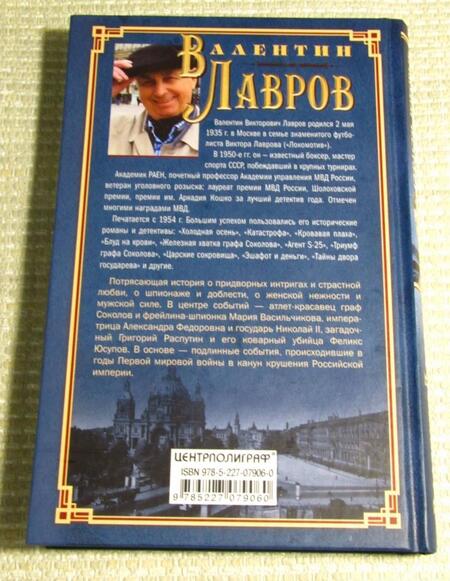 ВАЛЕНТИН
ЛАВРОВ
Валентин Викторович Лавров родился 2 мая
1935 г. в Москве в семье знаменитого футбо-
листа Виктора Лаврова («Локомотив»).
В 1950-е гг. он — известный боксер, мастер
спорта СССР, побеждавший в крупных турнирах.
Академик РАЕН, почетный профессор Академии управления МВД России,
ветеран уголовного розыска; лауреат премии МВД России, Шолоховской
премии, премии им. Аркадия Кошко за лучший детектив года. Отмечен
многими наградами МВД.
Печатается с 1954 г. Большим успехом пользовались его исторические
романы и детективы: «Холодная осень», «Катастрофа», «Кровавая плаха»,
«Блуд на крови», «Железная хватка графа Соколова», «Агент S-25», «Триумф
графа Соколова», «Царские сокровища», «Эшафот и деньги», «Тайны двора
государева» и другие.
Потрясающая история о придворных интригах и страстной
любви, о шпионаже и доблести, о женской нежности и
мужской силе. В центре событий — атлет-красавец граф
Соколов и фрейлина-шпионка Мария Васильчикова, импера-
трица Александра Федоровна и государь Николай II, загадоч-
ный Григорий Распутин и его коварный убийца Феликс
Юсупов. В основе — подлинные события, происходившие в
годы Первой мировой войны в канун крушения Российской
империи.
ЦЕНТРПОЛИГРАФ®
ISBN 978-5-227-07906-0
9785227079060